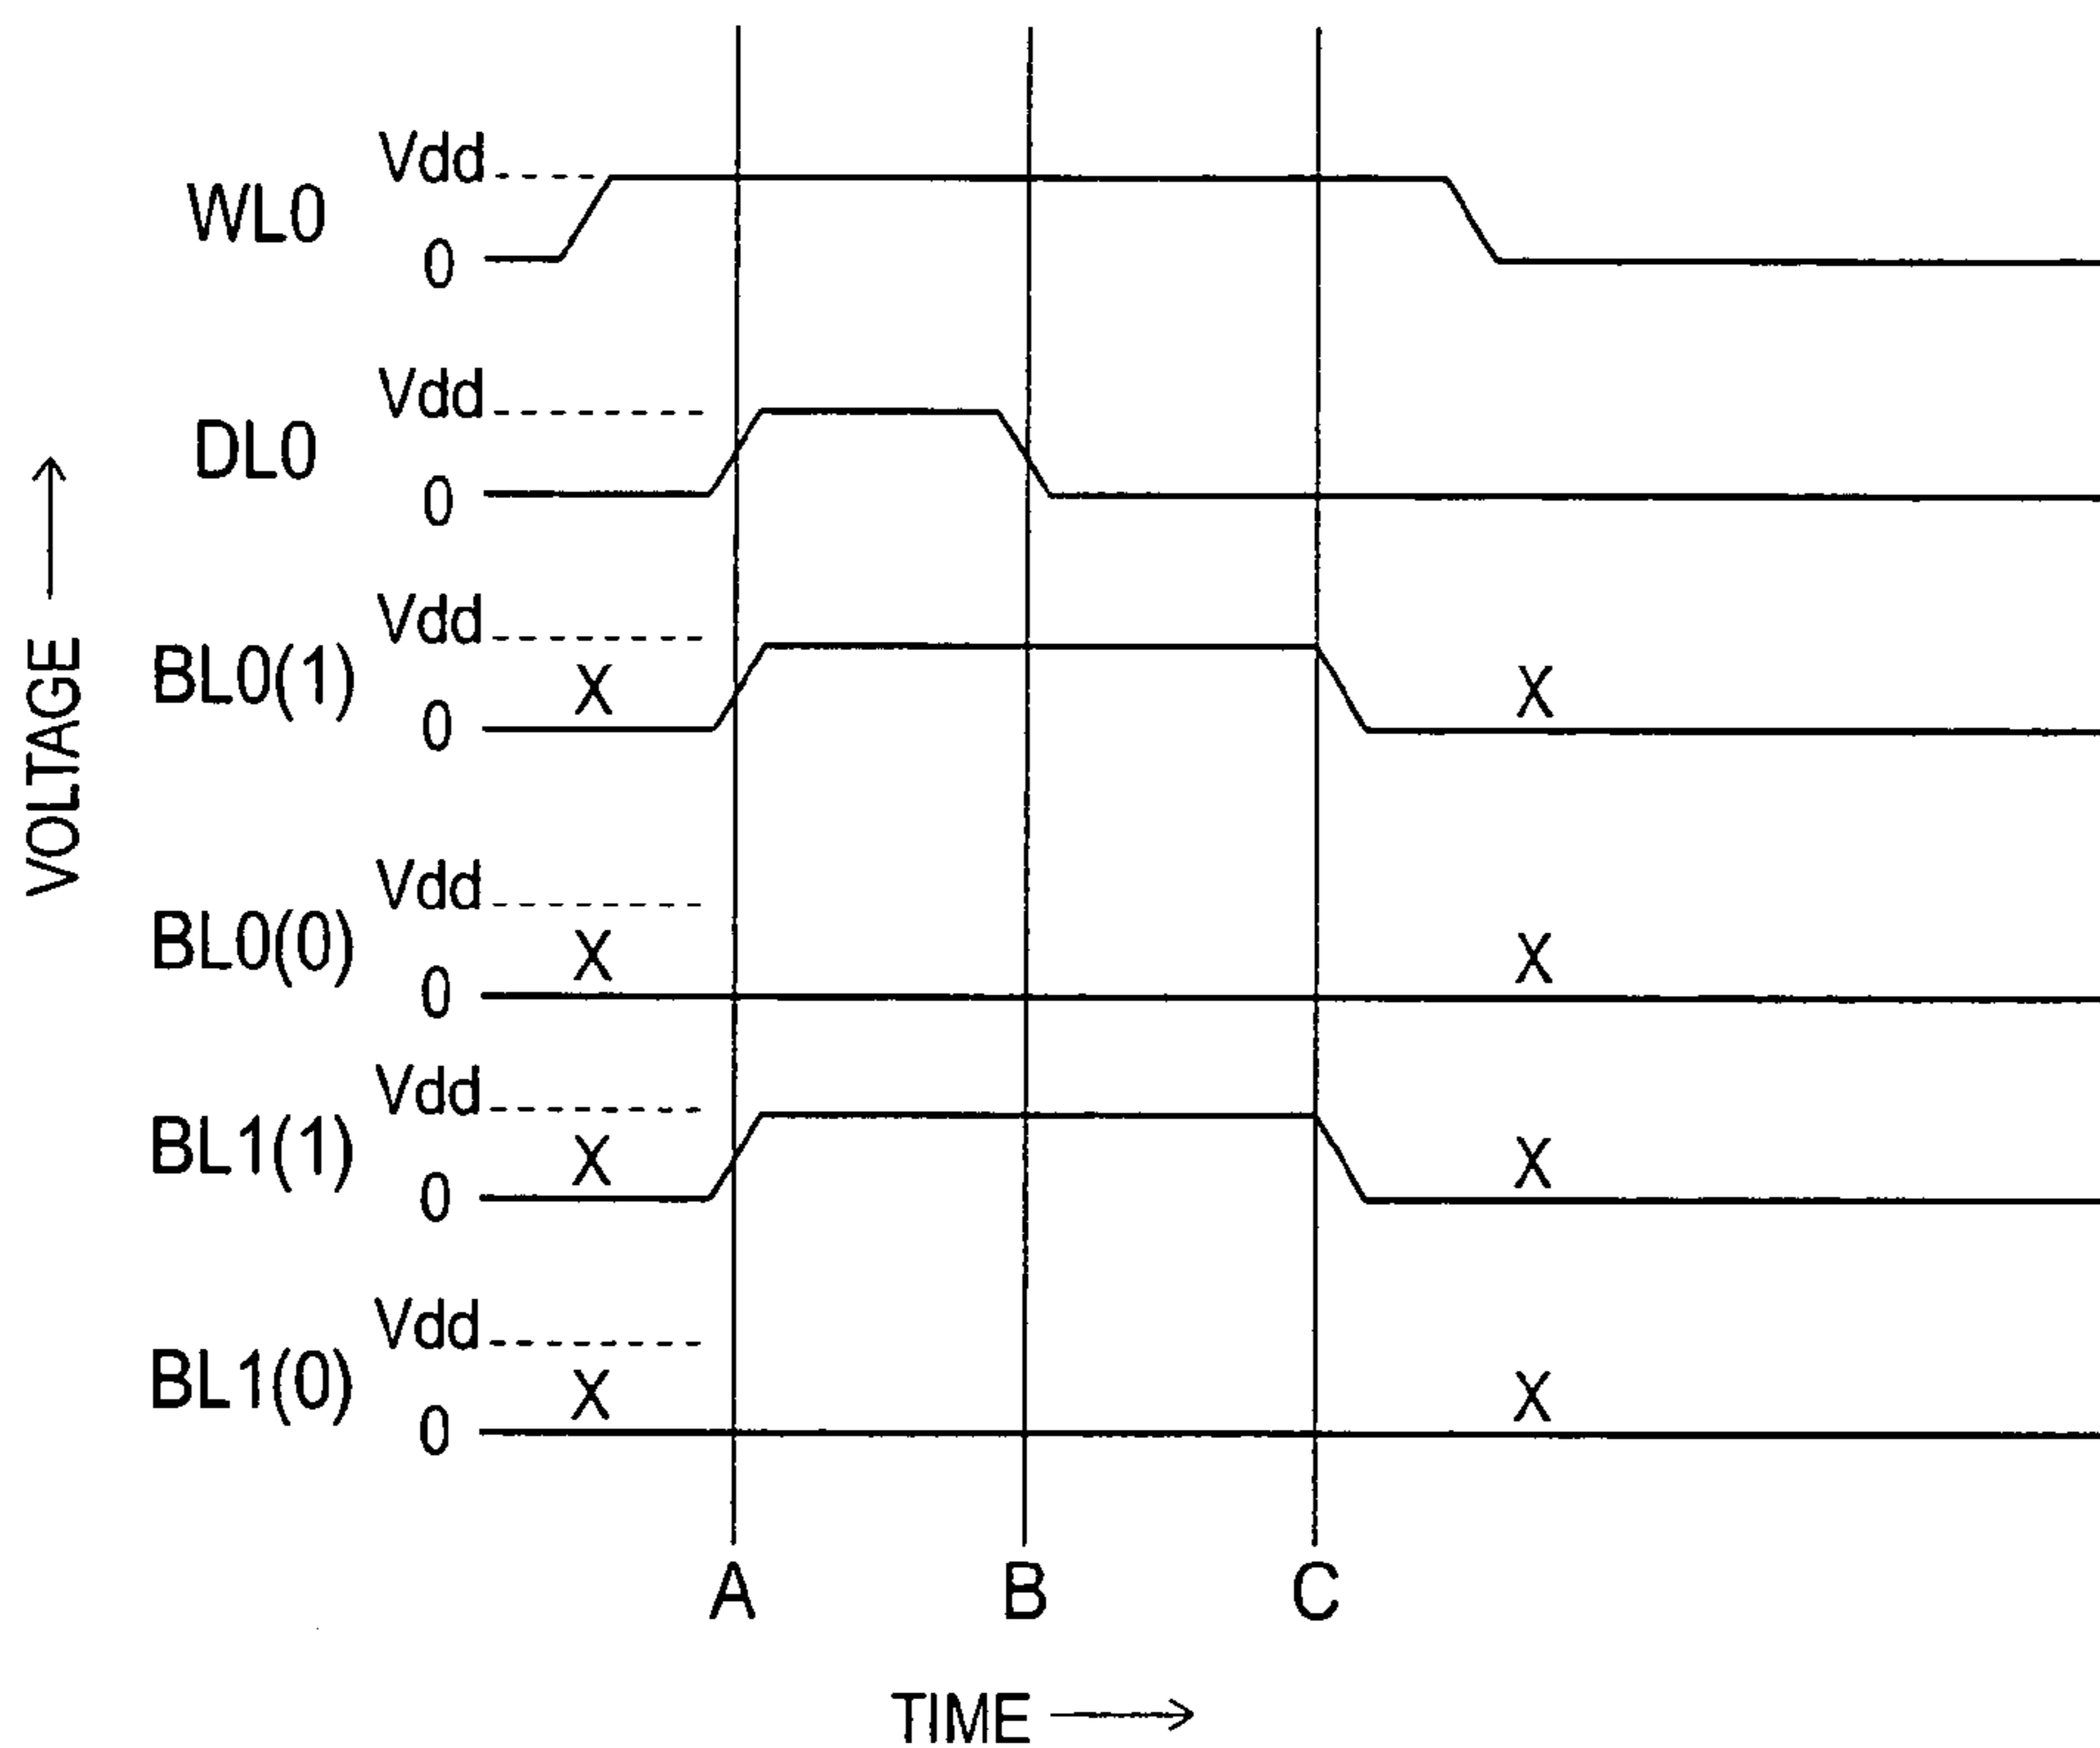 Vdd
WL0
0
Vdd
DL0
0
Vdd
BL0(1) X X
0
Vdd
BL0(0) X X
0
Vdd
BL1(1) X X
0
Vdd
BL1(0) X X
0
VOLTAGE
A B C
TIME